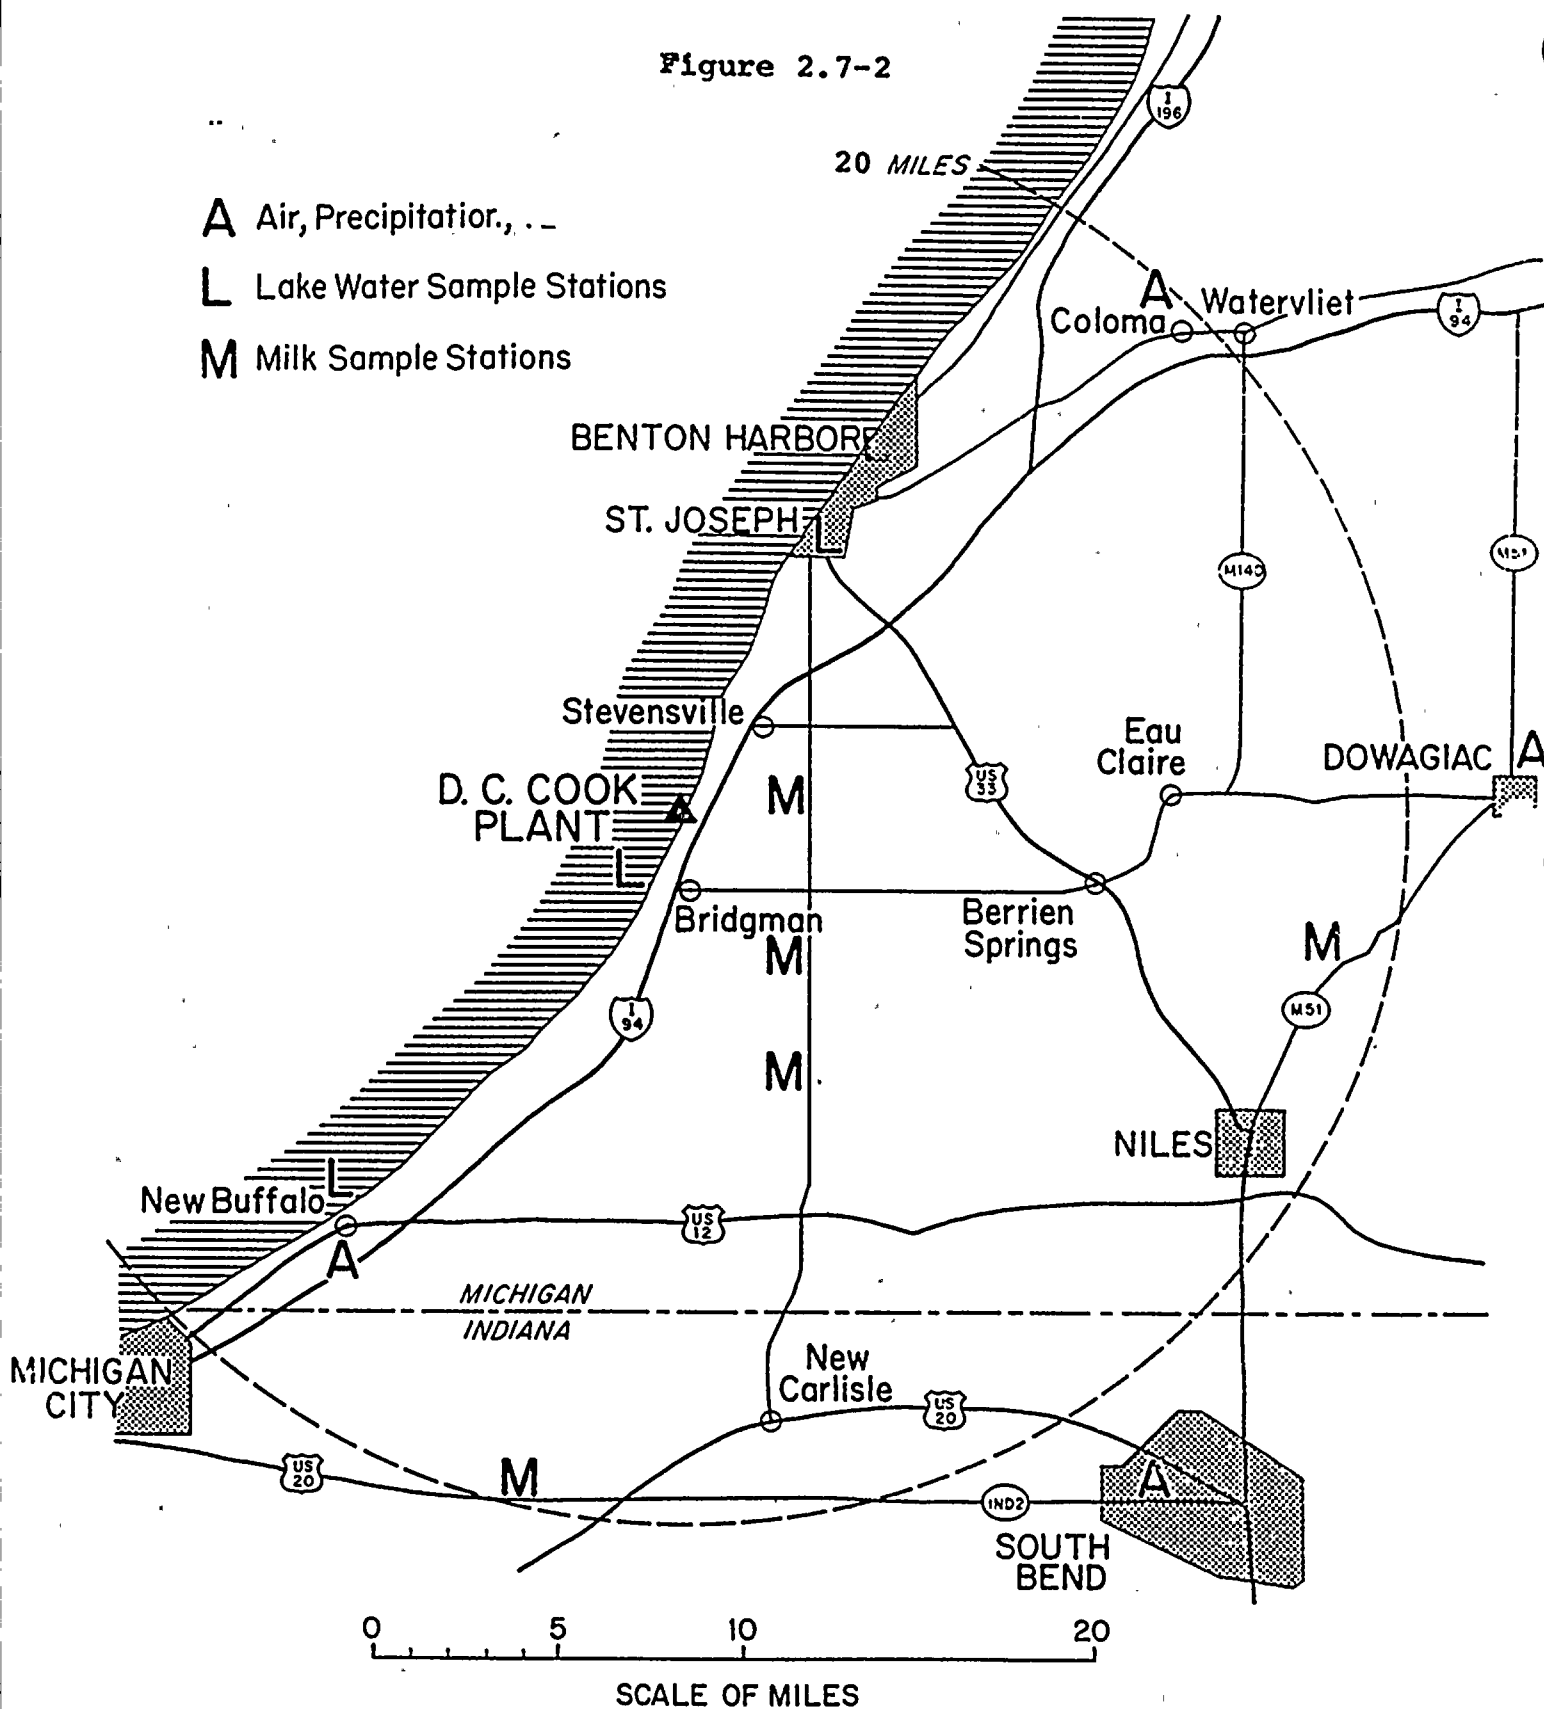 Figure 2.7-2
I
196
20 MILES
A Air, Precipitation,
L Lake Water Sample Stations
M Milk Sample Stations
A
Coloma
Watervliet
I
94
BENTON HARBOR
ST. JOSEPH
L
M140
M51
Stevensville
Eau
Claire
DOWAGIAC A
US
33
D. C. COOK
PLANT
M
L
Bridgman
Berrien
Springs
M
M
I
94
M51
M
NILES
L
New Buffalo
US
12
A
MICHIGAN
INDIANA
MICHIGAN
CITY
New
Carlisle
US
20
US
20
M
A
IND2
SOUTH
BEND
0 5 10 20
SCALE OF MILES